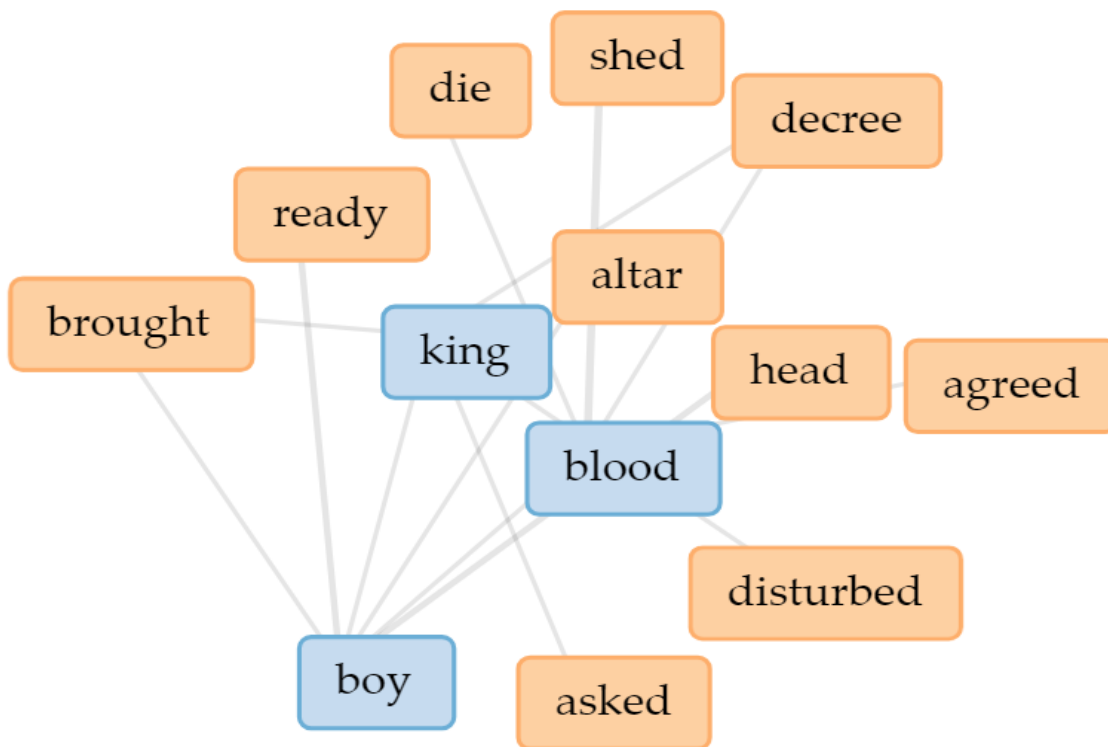 shed
die
decree
ready
altar
brought
king
head
agreed
blood
disturbed
boy
asked